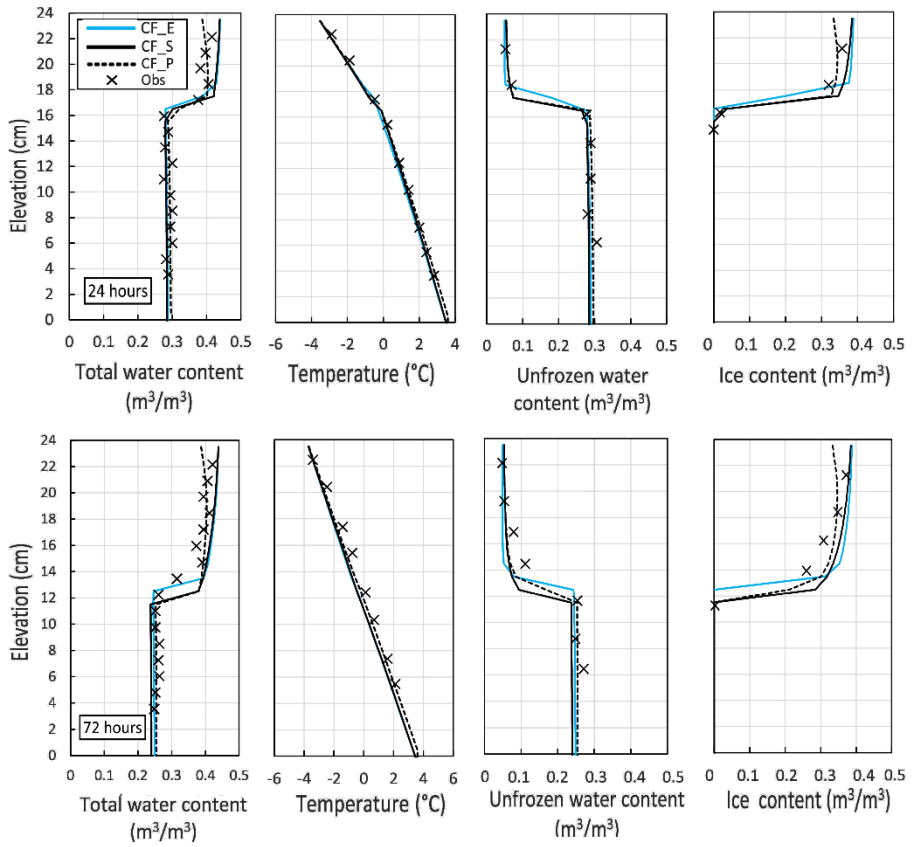 24
22
20
18
16
14
12
10
8
6
4
2
0
Elevation (cm)
CF_E
CF_S
CF_P
Obs
24 hours
0 0.1 0.2 0.3 0.4 0.5
Total water content
(m³/m³)
-6 -4 -2 0 2 4
Temperature (°C)
0 0.1 0.2 0.3 0.4 0.5
Unfrozen water
content (m³/m³)
0 0.1 0.2 0.3 0.4 0.5
Ice content (m³/m³)
24
22
20
18
16
14
12
10
8
6
4
2
0
Elevation (cm)
72 hours
0 0.1 0.2 0.3 0.4 0.5
Total water content
(m³/m³)
-6 -4 -2 0 2 4 6
Temperature (°C)
0 0.1 0.2 0.3 0.4 0.5
Unfrozen water content
(m³/m³)
0 0.1 0.2 0.3 0.4 0.5
Ice content (m³/m³)